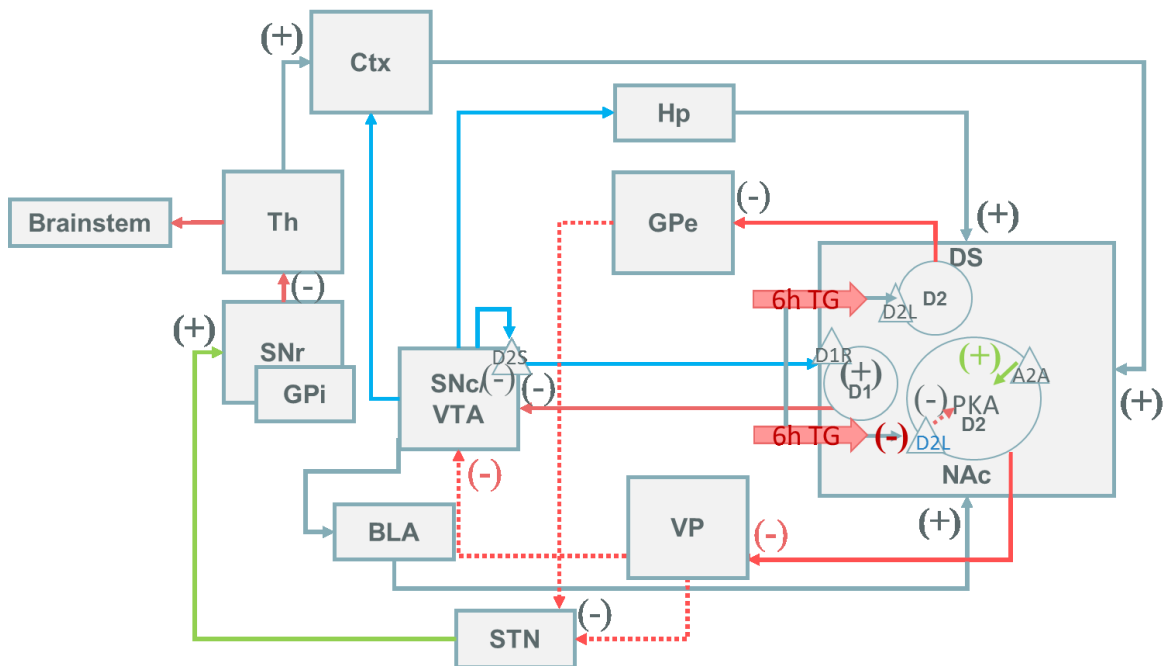 (+)
Ctx
Hp
Th
Brainstem
GPe
(-)
(+)
DS
(-)
6h TG
D2L
D2
(+)
SNr
GPi
D2S
SNc/
(-)
VTA
(-)
D1R
(+)
D1
(+)
A2A
(-)
PKA
D2
(+)
6h TG
(-)
D2L
NAc
(-)
BLA
VP
(-)
(+)
(-)
STN